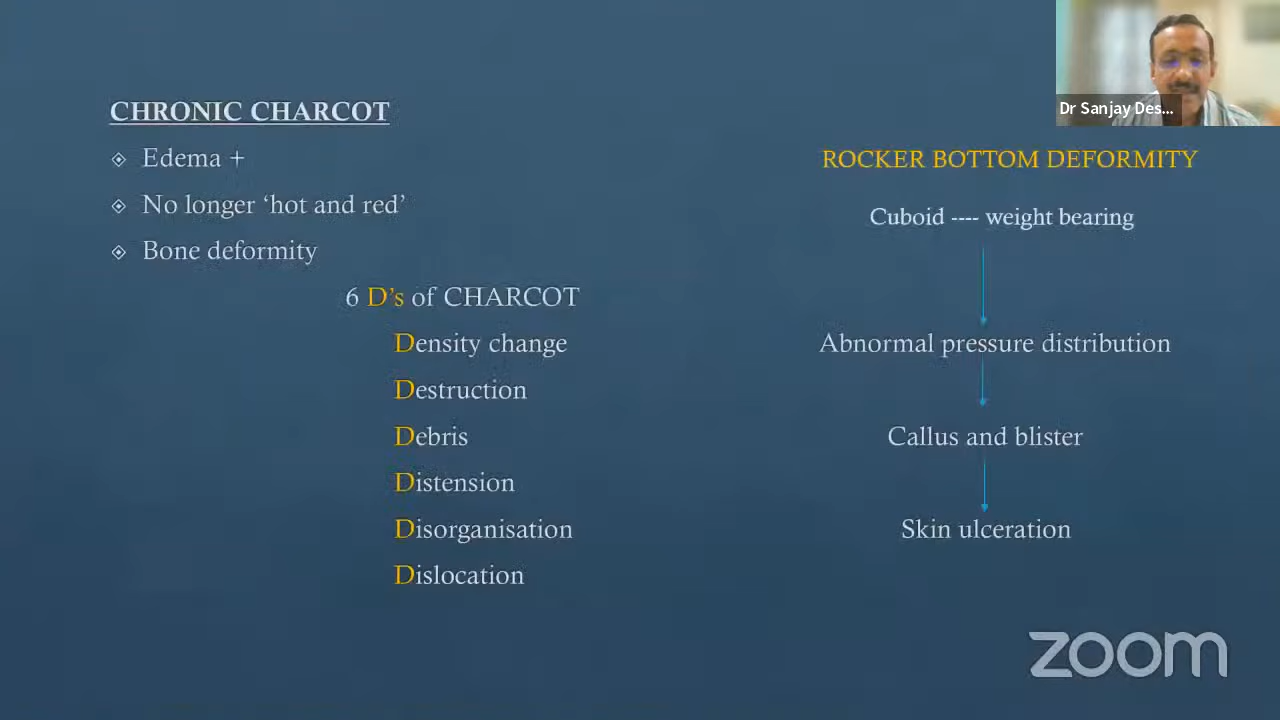 Dr Sanjay Des...
CHRONIC CHARCOT
Edema +
No longer ‘hot and red’
Bone deformity
6 D’s of CHARCOT
Density change
Destruction
Debris
Distension
Disorganisation
Dislocation
ROCKER BOTTOM DEFORMITY
Cuboid ---- weight bearing
Abnormal pressure distribution
Callus and blister
Skin ulceration
zoom